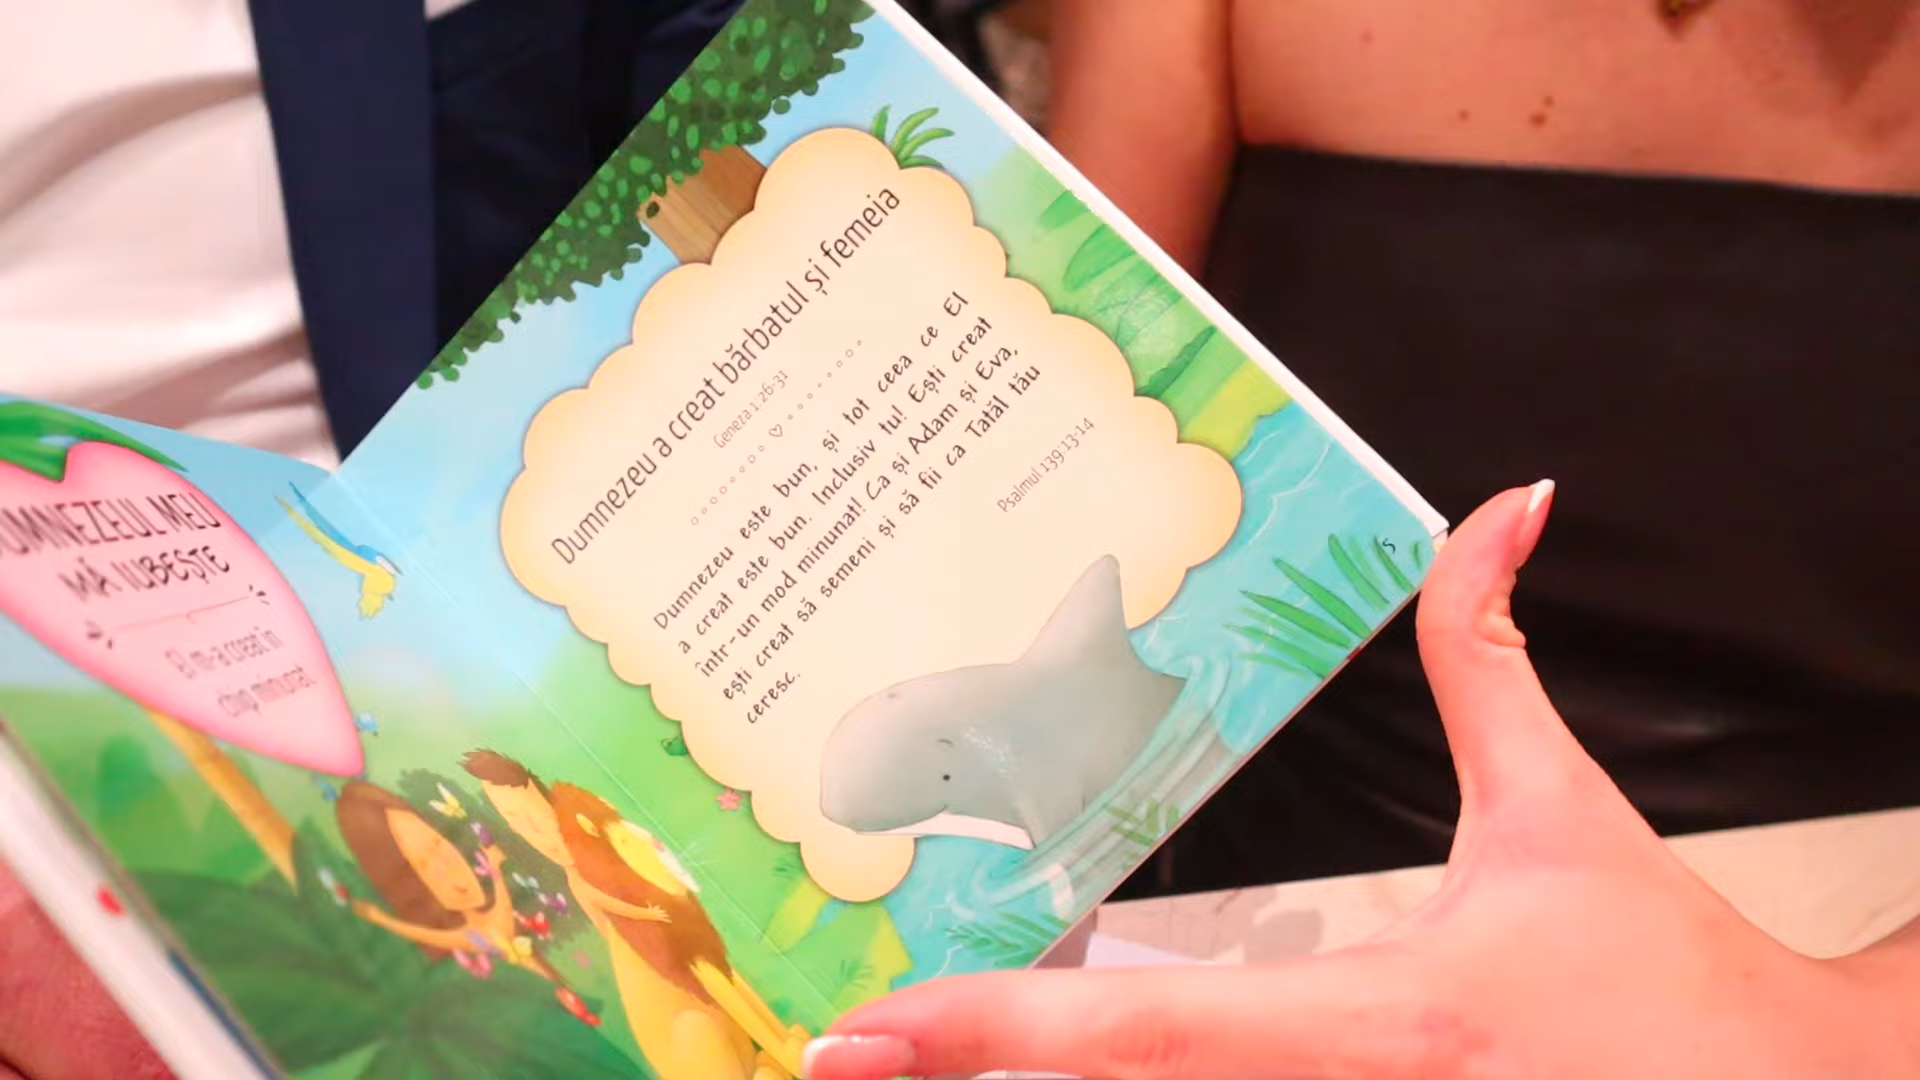 DUMNEZEUL MEU
MĂ IUBEȘTE
El m-a creat în
chip minunat
Dumnezeu a creat bărbatul și femeia
Geneza 1:26-31
Dumnezeu este bun, și tot ceea ce El
a creat este bun. Inclusiv tu! Ești creat
într-un mod minunat! Ca și Adam și Eva,
ești creat să semeni și să fii ca Tatăl tău
ceresc.
Psalmul 139:13-14
5